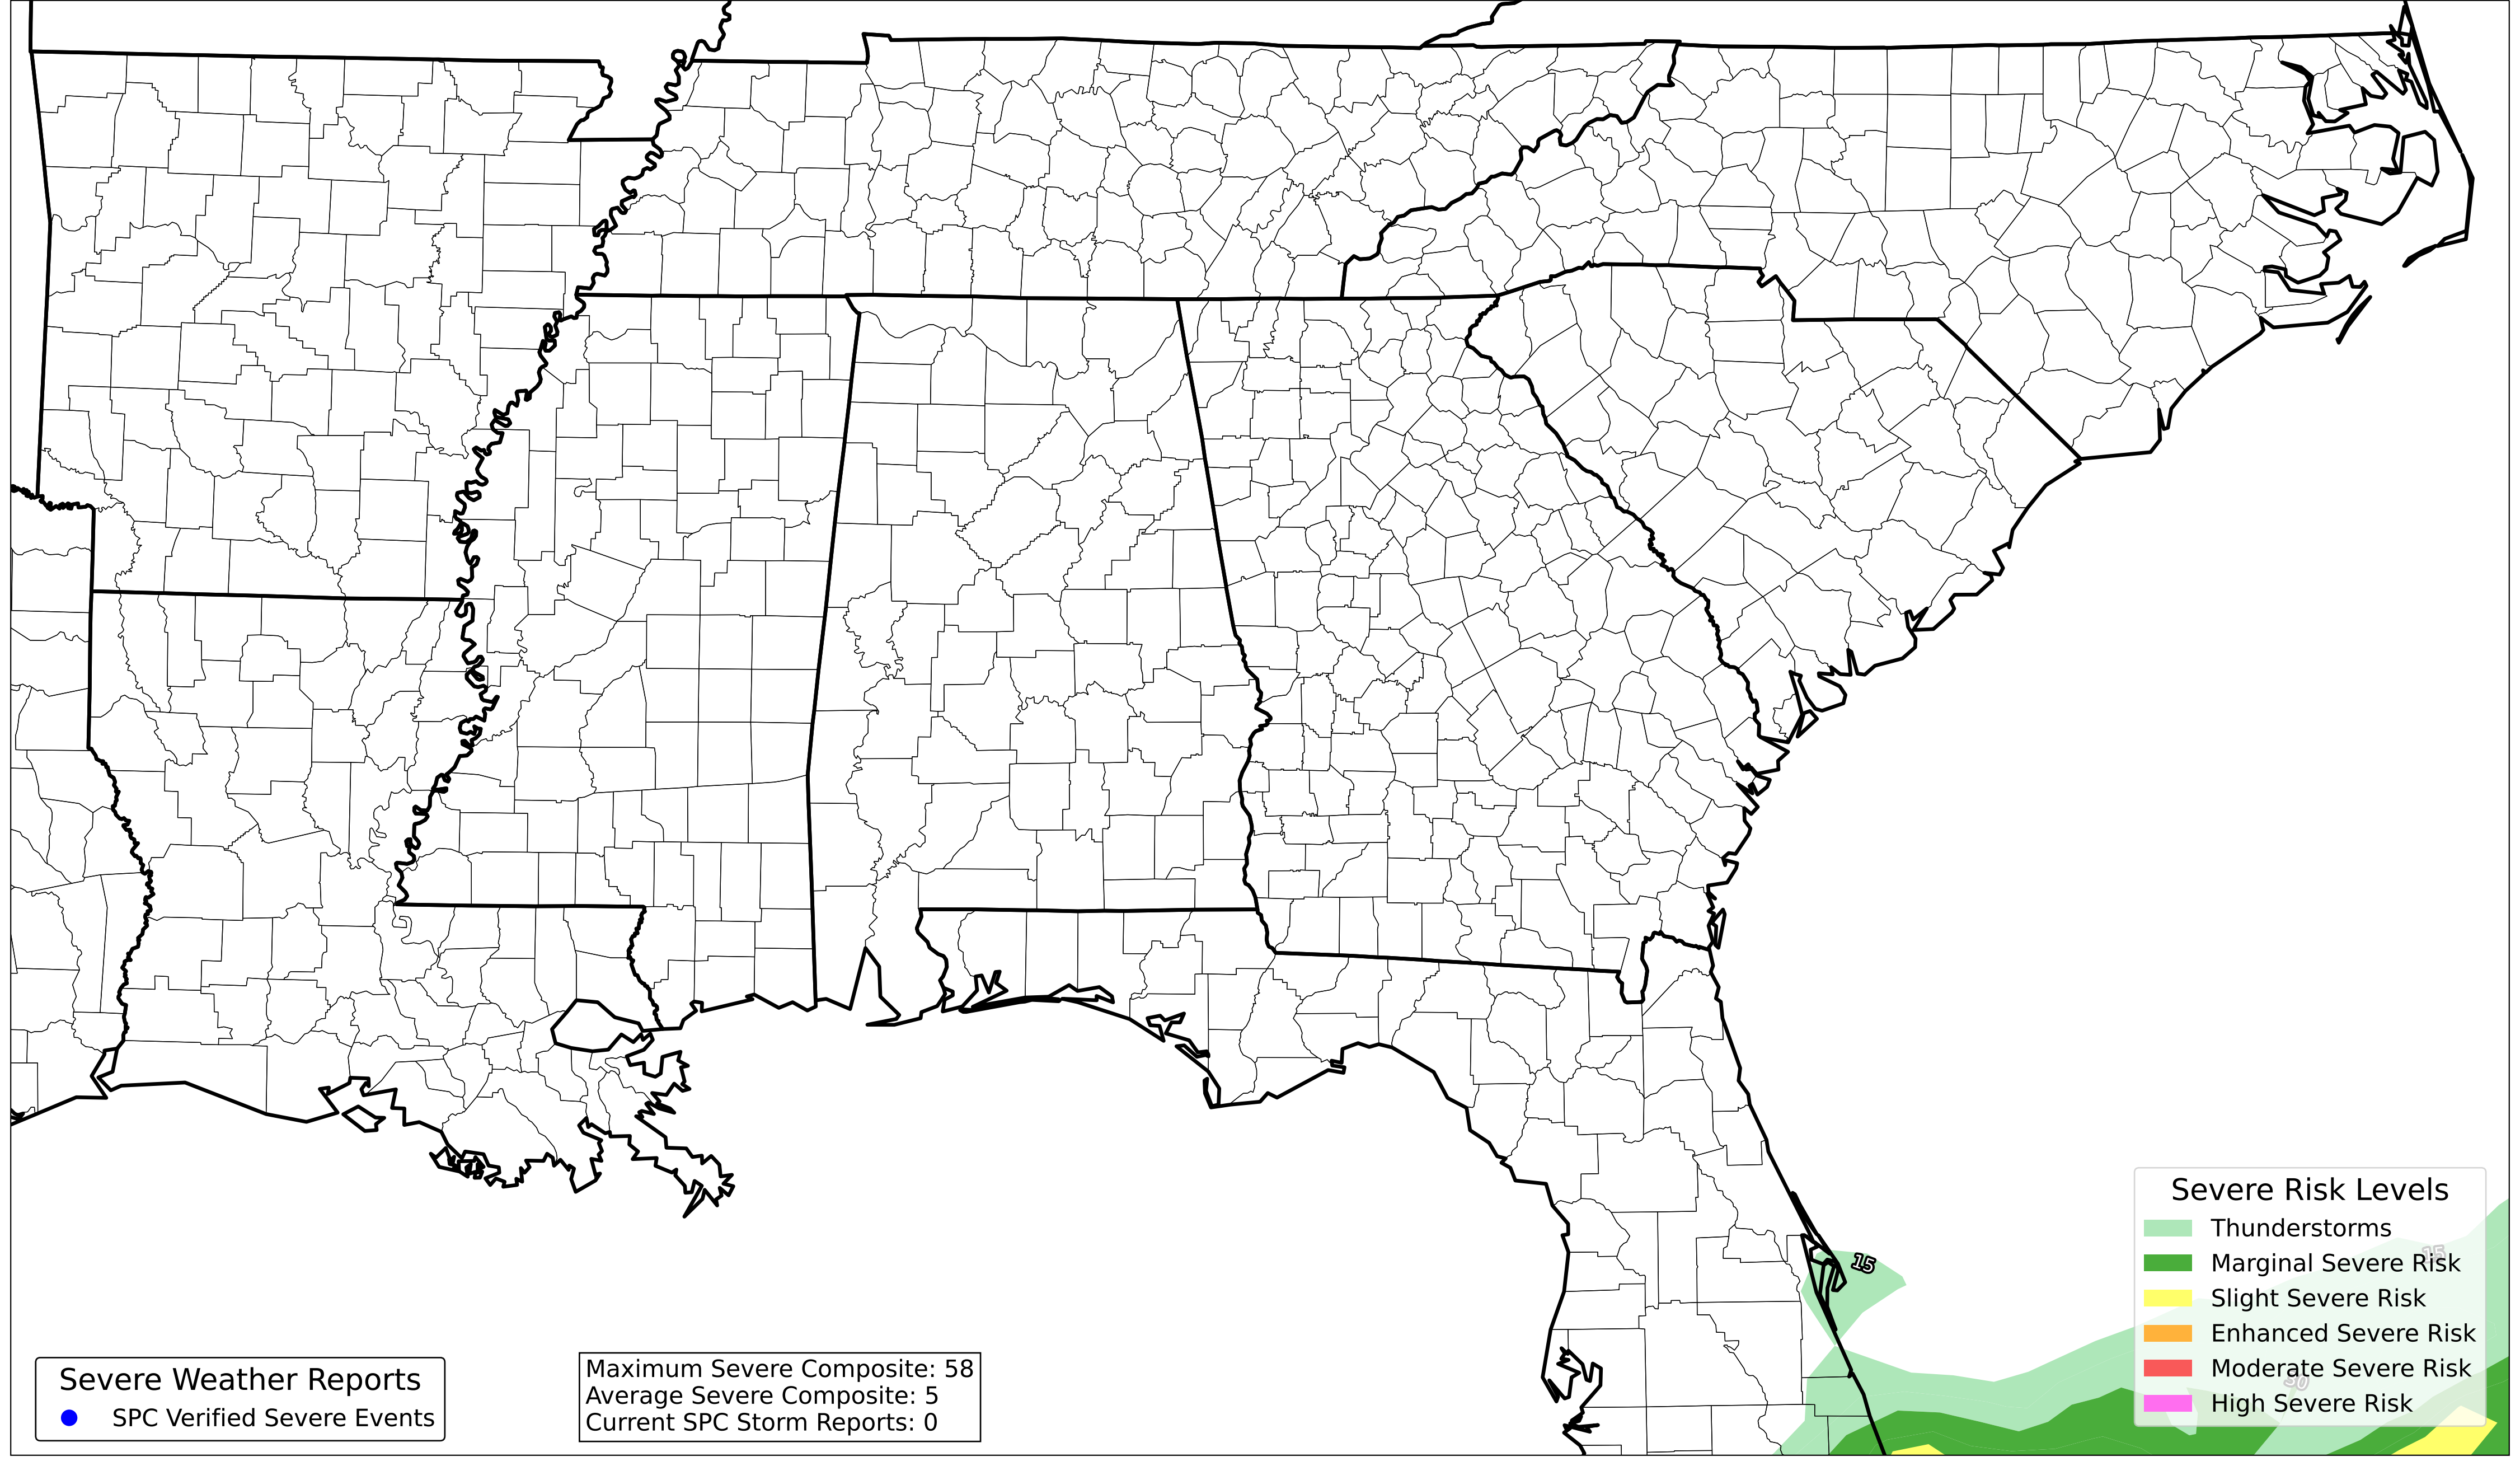 15
Severe Risk Levels
Thunderstorms
15
Marginal Severe Risk
Slight Severe Risk
Enhanced Severe Risk
Moderate Severe Risk
30
High Severe Risk
Severe Weather Reports
SPC Verified Severe Events
Maximum Severe Composite: 58
Average Severe Composite: 5
Current SPC Storm Reports: 0